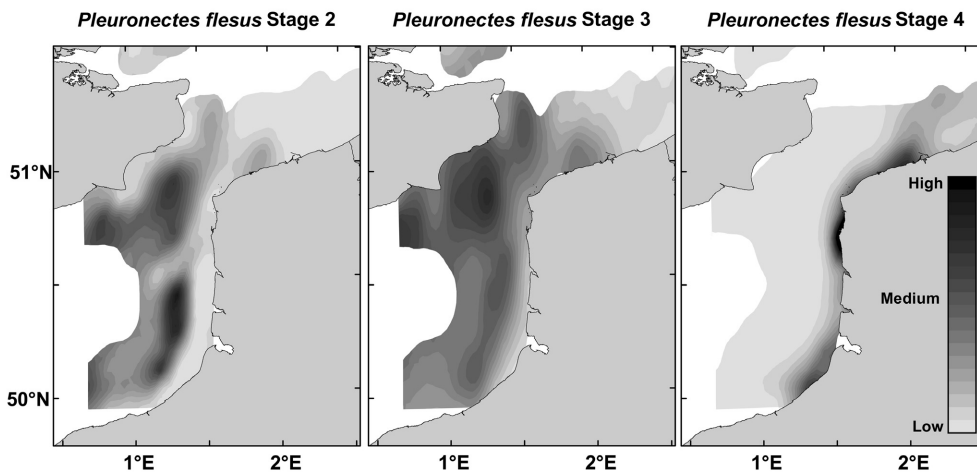 Pleuronectes flesus Stage 2
Pleuronectes flesus Stage 3
Pleuronectes flesus Stage 4
51°N
50°N
High
Medium
Low
1°E
2°E
1°E
2°E
1°E
2°E